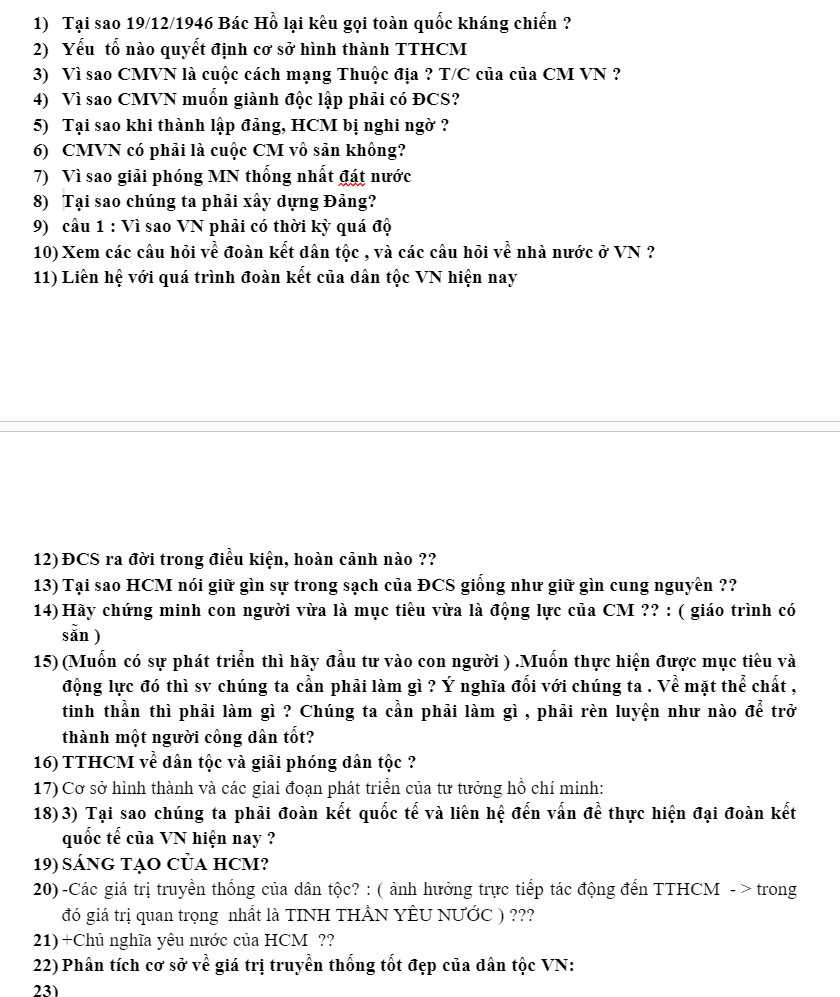 1) Tại sao 19/12/1946 Bác Hồ lại kêu gọi toàn quốc kháng chiến ?
2) Yếu tố nào quyết định cơ sở hình thành TTHCM
3) Vì sao CMVN là cuộc cách mạng Thuộc địa ? T/C của của CM VN ?
4) Vì sao CMVN muốn giành độc lập phải có ĐCS?
5) Tại sao khi thành lập đảng, HCM bị nghi ngờ ?
6) CMVN có phải là cuộc CM vô sản không?
7) Vì sao giải phóng MN thống nhất đát nước
8) Tại sao chúng ta phải xây dựng Đảng?
9) câu 1 : Vì sao VN phải có thời kỳ quá độ
10) Xem các câu hỏi về đoàn kết dân tộc , và các câu hỏi về nhà nước ở VN ?
11) Liên hệ với quá trình đoàn kết của dân tộc VN hiện nay
12) ĐCS ra đời trong điều kiện, hoàn cảnh nào ??
13) Tại sao HCM nói giữ gìn sự trong sạch của ĐCS giống như giữ gìn cung nguyên ??
14) Hãy chứng minh con người vừa là mục tiêu vừa là động lực của CM ?? : ( giáo trình có
sẵn )
15) (Muốn có sự phát triển thì hãy đầu tư vào con người ) .Muốn thực hiện được mục tiêu và
động lực đó thì sv chúng ta cần phải làm gì ? Ý nghĩa đối với chúng ta . Về mặt thể chất ,
tinh thần thì phải làm gì ? Chúng ta cần phải làm gì , phải rèn luyện như nào để trở
thành một người công dân tốt?
16) TTHCM về dân tộc và giải phóng dân tộc ?
17) Cơ sở hình thành và các giai đoạn phát triển của tư tưởng hồ chí minh:
18) 3) Tại sao chúng ta phải đoàn kết quốc tế và liên hệ đến vấn đề thực hiện đại đoàn kết
quốc tế của VN hiện nay ?
19) SÁNG TẠO CỦA HCM?
20) -Các giá trị truyền thống của dân tộc? : ( ảnh hưởng trực tiếp tác động đến TTHCM - > trong
đó giá trị quan trọng nhất là TINH THẦN YÊU NƯỚC ) ???
21) +Chủ nghĩa yêu nước của HCM ??
22) Phân tích cơ sở về giá trị truyền thống tốt đẹp của dân tộc VN:
23)